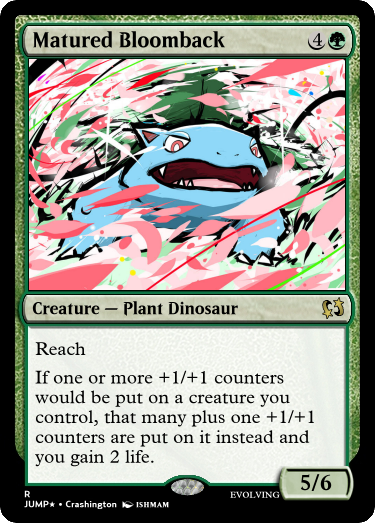 Matured Bloomback 4
Creature — Plant Dinosaur
Reach
If one or more +1/+1 counters
would be put on a creature you
control, that many plus one +1/+1
counters are put on it instead and
you gain 2 life.
5/6
R
EVOLVING
JUMP★ • Crashington ISHMAM